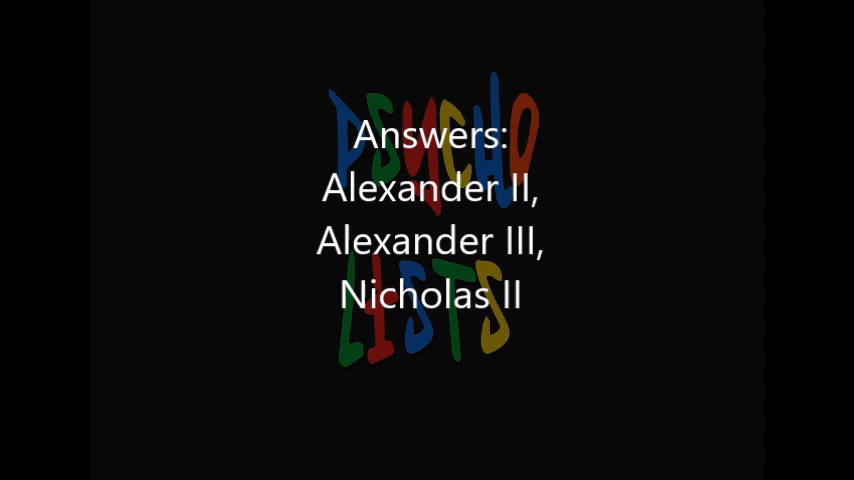 PSYCHO
Answers:
Alexander II,
Alexander III,
Nicholas II
LISTS